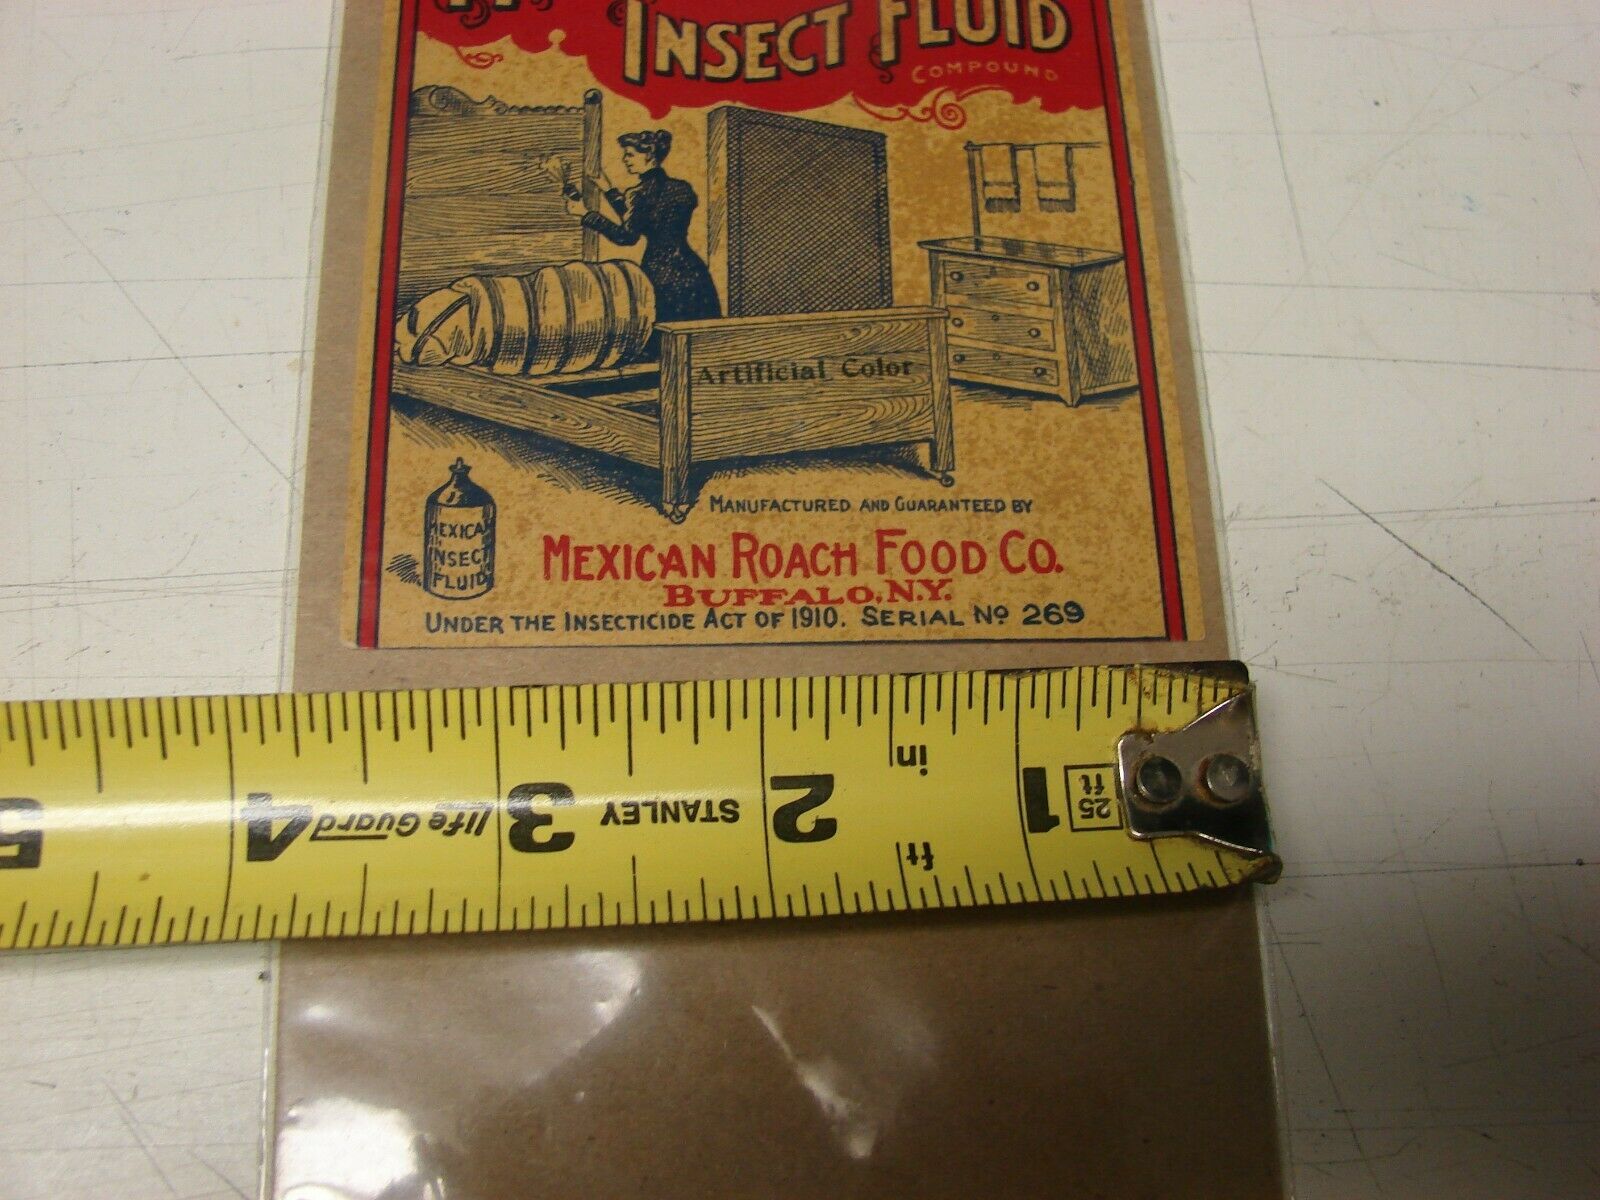 INSECT FLUID
COMPOUND
Artificial Color
MEXICAN
INSECT
FLUID
MANUFACTURED AND GUARANTEED BY
MEXICAN ROACH FOOD CO.
BUFFALO, N.Y.
UNDER THE INSECTICIDE ACT OF 1910. SERIAL Nº 269
in
1 25 ft
2
STANLEY
3
life Guard
4
5
ft